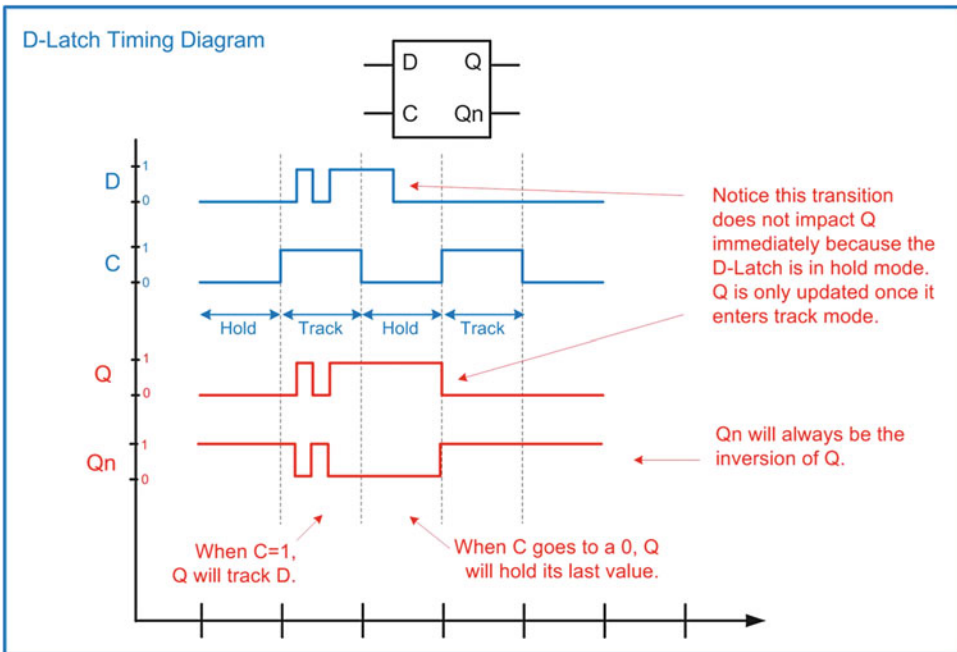 D-Latch Timing Diagram
D Q
C Qn
D
1
0
C
1
0
Hold Track Hold Track
Notice this transition
does not impact Q
immediately because the
D-Latch is in hold mode.
Q is only updated once it
enters track mode.
Q
1
0
Qn
1
0
Qn will always be the
inversion of Q.
When C=1,
Q will track D.
When C goes to a 0, Q
will hold its last value.